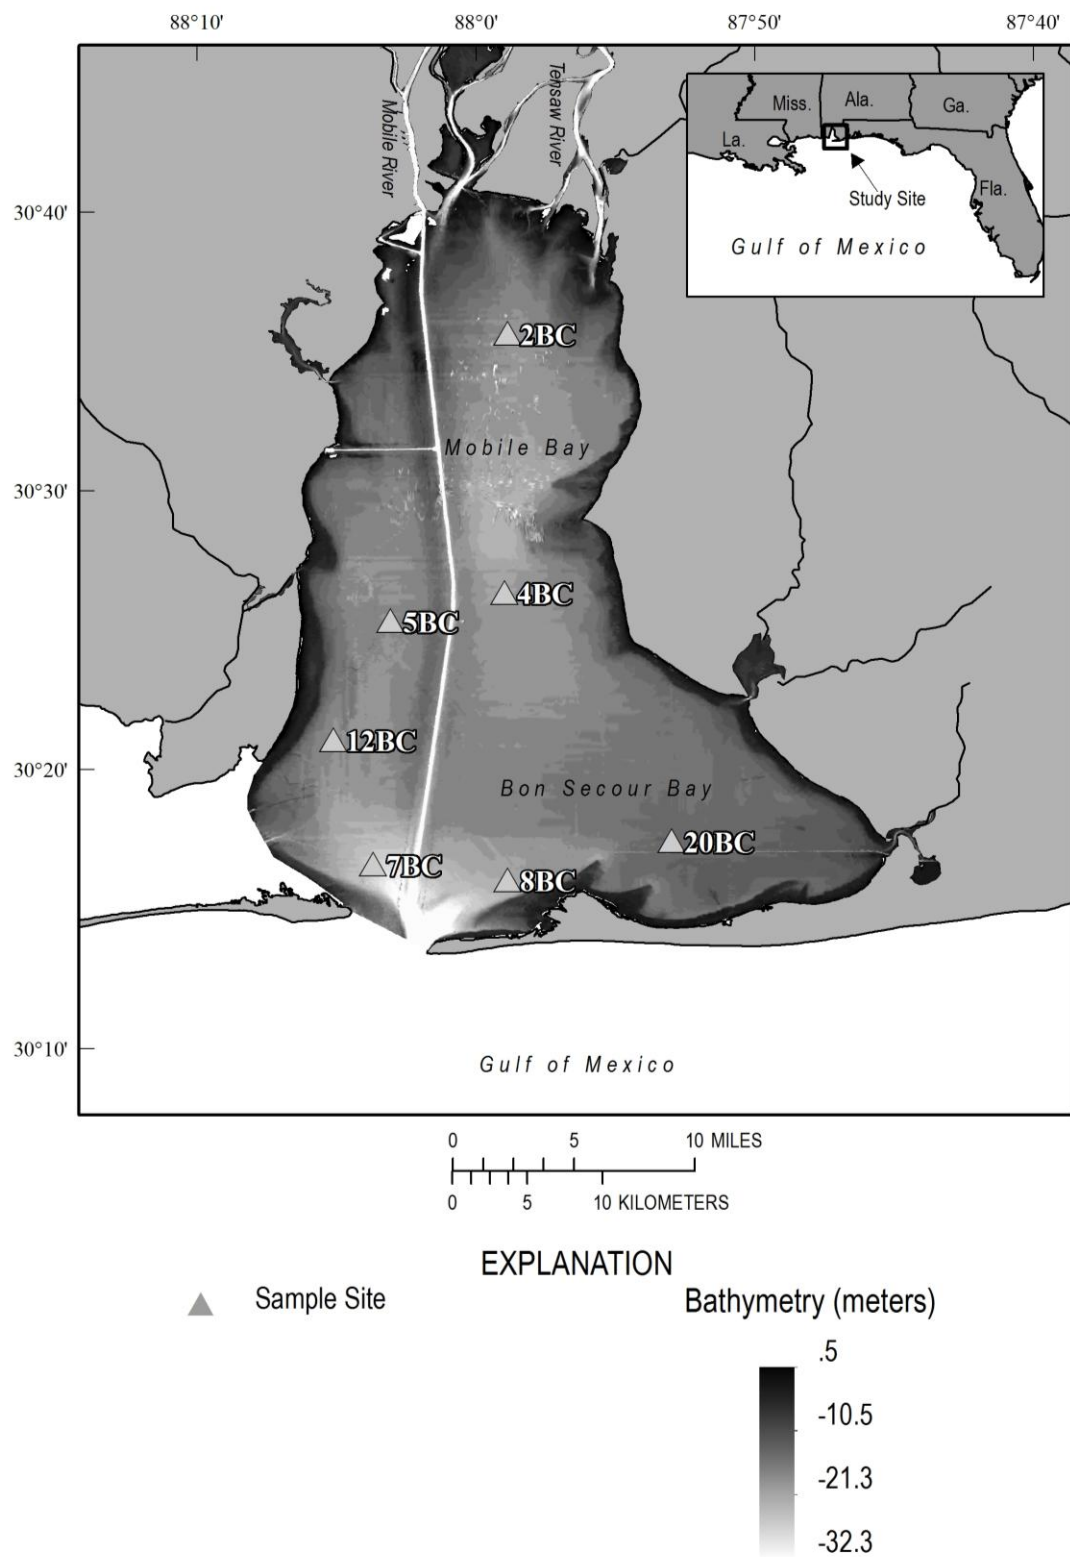 88°10'
88°0'
87°50'
87°40'
Mobile River
Tensaw River
Miss.
Ala.
Ga.
La.
Fla.
Study Site
Gulf of Mexico
30°40'
2BC
Mobile Bay
30°30'
4BC
5BC
12BC
30°20'
Bon Secour Bay
20BC
7BC
8BC
30°10'
Gulf of Mexico
0 5 10 MILES
0 5 10 KILOMETERS
EXPLANATION
Sample Site
Bathymetry (meters)
.5
-10.5
-21.3
-32.3